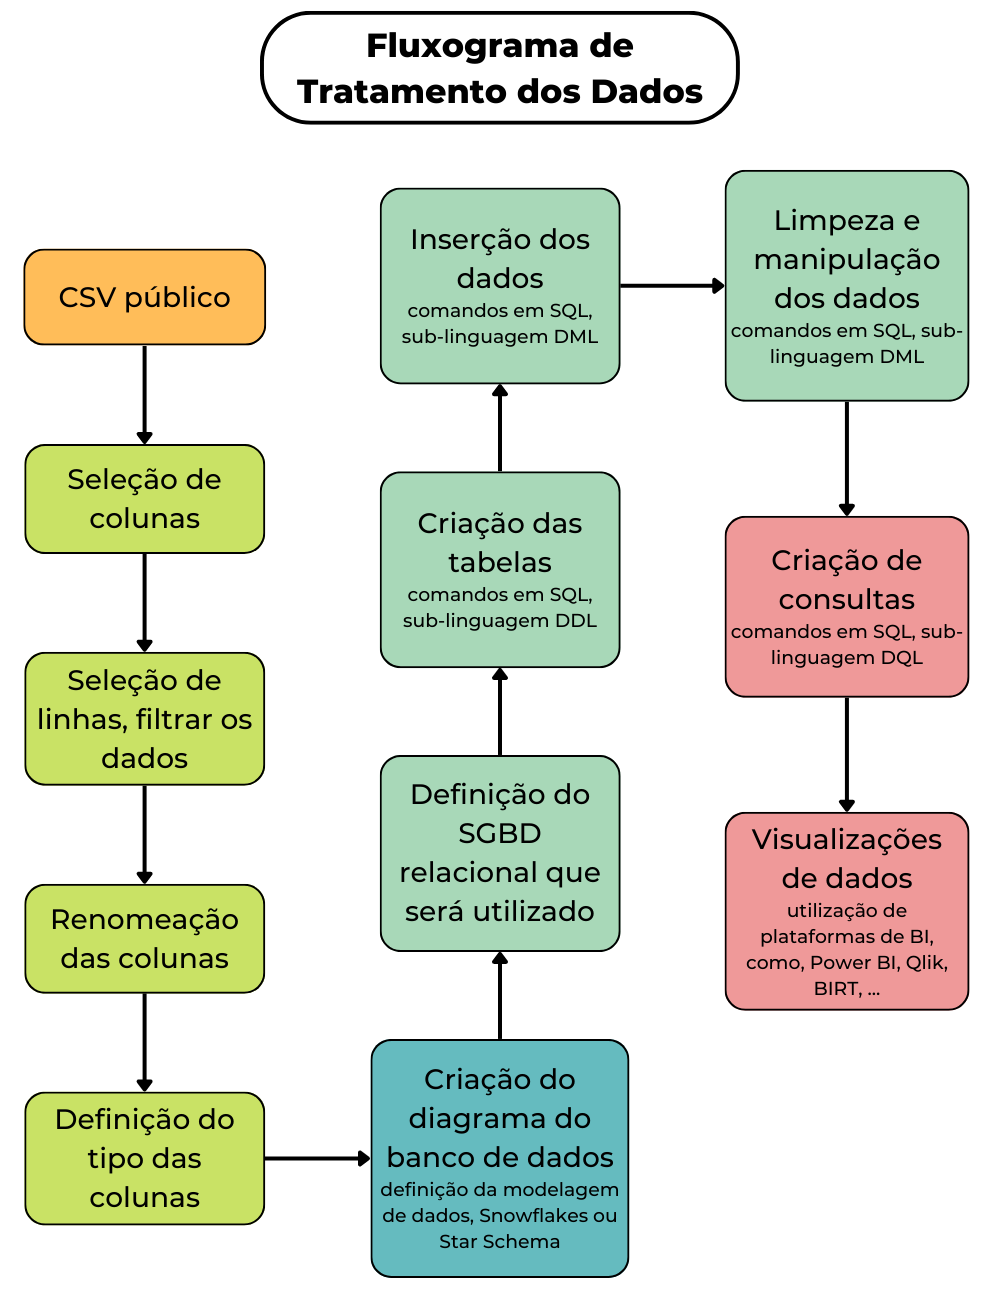 Fluxograma de
Tratamento dos Dados
CSV público
Seleção de
colunas
Seleção de
linhas, filtrar os
dados
Renomeação
das colunas
Definição do
tipo das
colunas
Criação do
diagrama do
banco de dados
definição da modelagem
de dados, Snowflakes ou
Star Schema
Definição do
SGBD
relacional que
será utilizado
Criação das
tabelas
comandos em SQL,
sub-linguagem DDL
Inserção dos
dados
comandos em SQL,
sub-linguagem DML
Limpeza e
manipulação
dos dados
comandos em SQL, sub-
linguagem DML
Criação de
consultas
comandos em SQL, sub-
linguagem DQL
Visualizações
de dados
utilização de
plataformas de BI,
como, Power BI, Qlik,
BIRT, ...